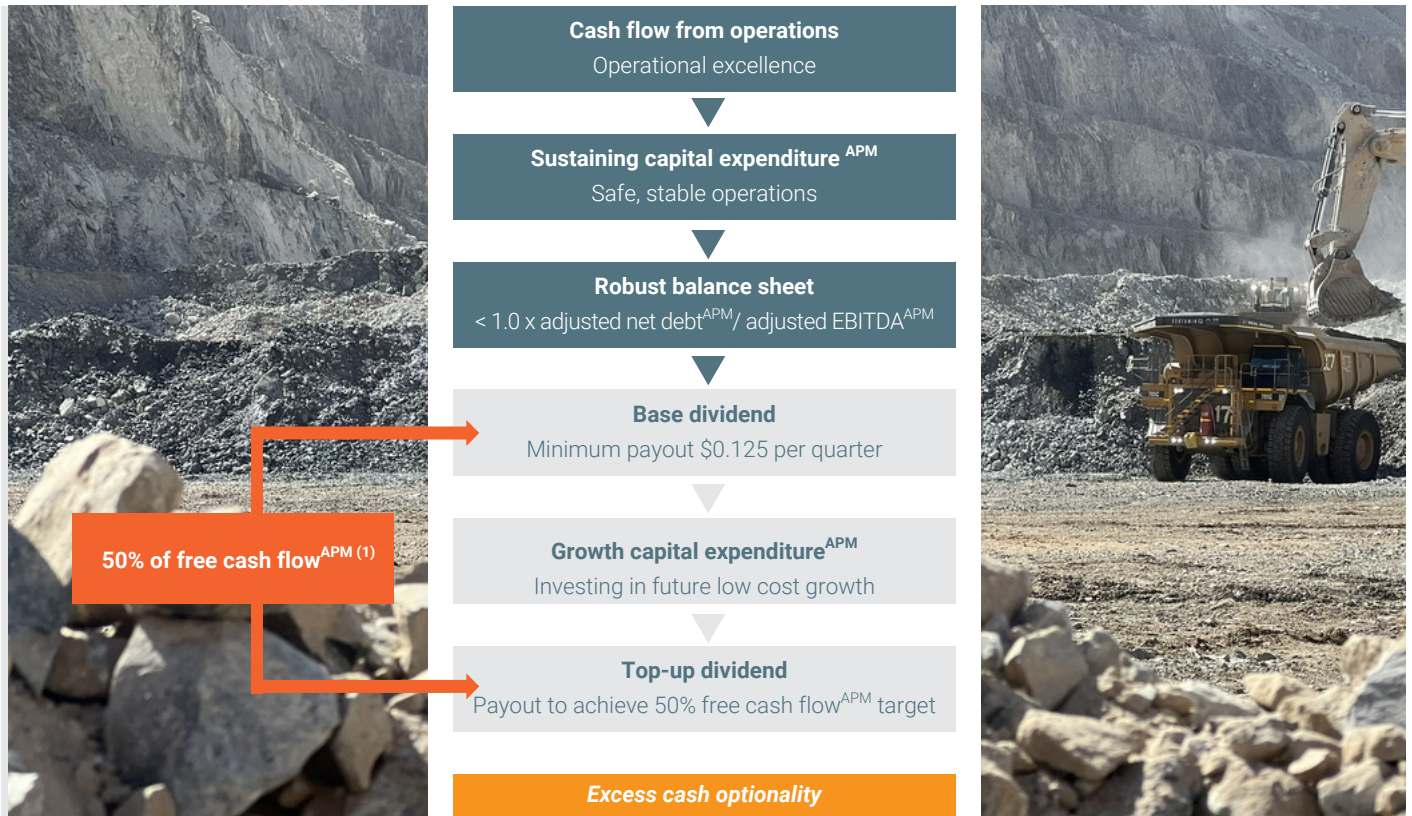 Cash flow from operations
Operational excellence
Sustaining capital expenditure APM
Safe, stable operations
Robust balance sheet
< 1.0 x adjusted net debtAPM/ adjusted EBITDAAPM
Base dividend
Minimum payout $0.125 per quarter
50% of free cash flowAPM (1)
Growth capital expenditureAPM
Investing in future low cost growth
Top-up dividend
Payout to achieve 50% free cash flowAPM target
Excess cash optionality
17